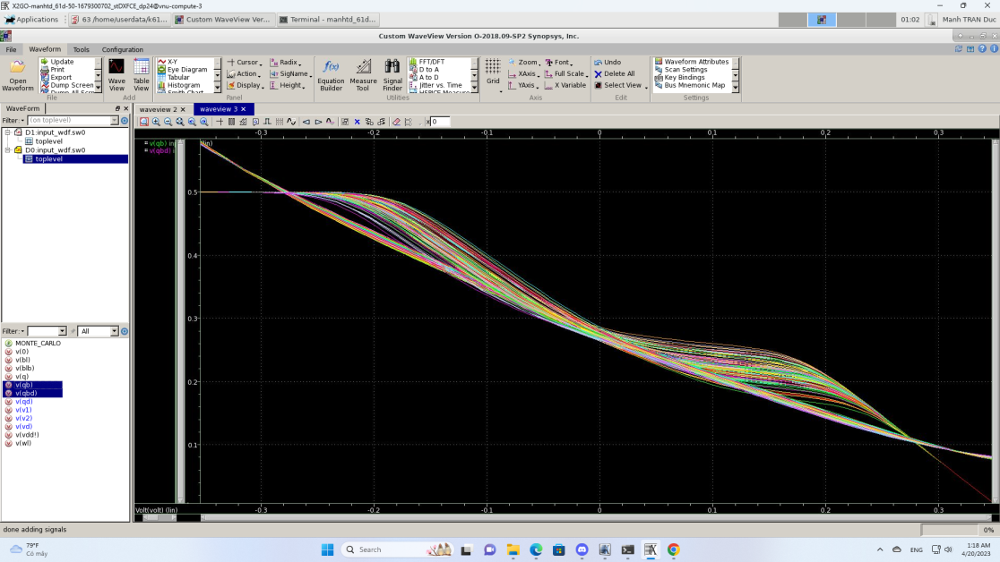 X2GO-manhtd_61d-50-1679300702_stDXFCE_dp24@vnu-compute-3
Applications 63 /home/userdata/k61... Custom WaveView Ver... Terminal - manhtd_61d... 01:02 Manh TRAN Duc
Custom WaveView Version O-2018.09-SP2 Synopsys, Inc.
File Waveform Tools Configuration
Open Waveform
Update
Print
Export
Dump Screen
File
Wave View
Table View
Add
X-Y
Eye Diagram
Tabular
Histogram
Smith Chart
Cursor
Action
Display
Radix
SigName
Height
Panel
Equation Builder
Measure Tool
Signal Finder
FFT/DFT
D to A
A to D
Jitter vs. Time
HSPICE Measure
Utilities
Grid
Zoom
XAxis
YAxis
Font
Full Scale
X Variable
Axis
Undo
Delete All
Select View
Edit
Waveform Attributes
Scan Settings
Key Bindings
Bus Mnemonic Map
Settings
WaveForm
waveview 2 waveview 3
Filter: (on toplevel)
x 0
D1:input_wdf.sw0
toplevel
D0:input_wdf.sw0
toplevel
-0.3 -0.2 -0.1 0 0.1 0.2 0.3
v(qb) in
v(qbd) i
(lin)
0.5
0.4
0.3
0.2
0.1
Filter: All
MONTE_CARLO
v(0)
v(bl)
v(blb)
v(q)
v(qb)
v(qbd)
v(qd)
v(v1)
v(v2)
v(vd)
v(vdd!)
v(wl)
Volt(volt) (lin) -0.3 -0.2 -0.1 0 0.1 0.2 0.3
done adding signals 0%
79°F
Có mây
Search
ENG
1:18 AM
4/20/2023